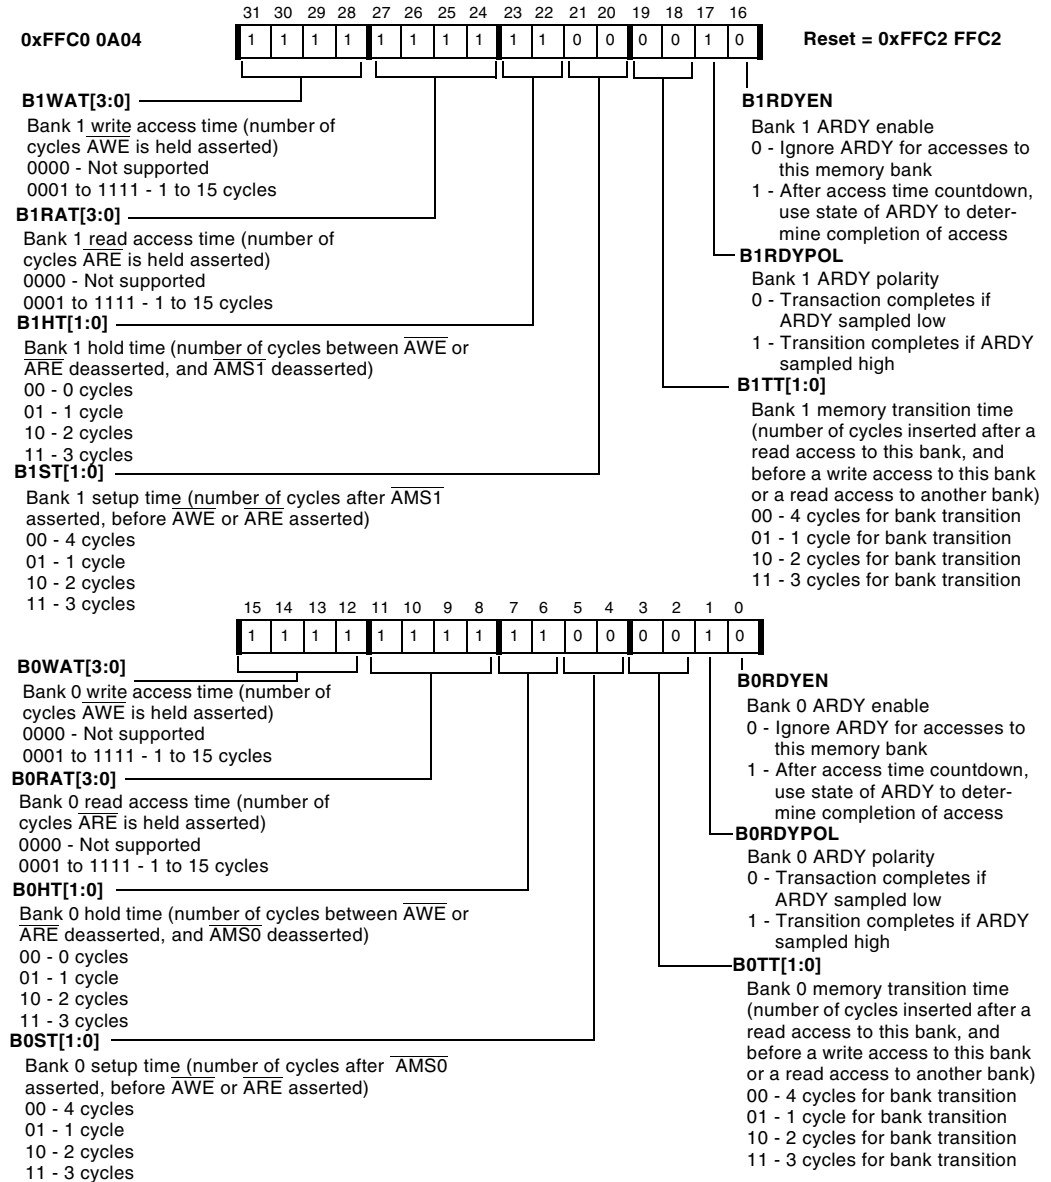 31 30 29 28 27 26 25 24 23 22 21 20 19 18 17 16
0xFFC0 0A04
1 1 1 1 1 1 1 1 1 1 0 0 0 0 1 0
Reset = 0xFFC2 FFC2
B1WAT[3:0]
Bank 1 write access time (number of
cycles AWE is held asserted)
0000 - Not supported
0001 to 1111 - 1 to 15 cycles
B1RAT[3:0]
Bank 1 read access time (number of
cycles ARE is held asserted)
0000 - Not supported
0001 to 1111 - 1 to 15 cycles
B1HT[1:0]
Bank 1 hold time (number of cycles between AWE or
ARE deasserted, and AMS1 deasserted)
00 - 0 cycles
01 - 1 cycle
10 - 2 cycles
11 - 3 cycles
B1ST[1:0]
Bank 1 setup time (number of cycles after AMS1
asserted, before AWE or ARE asserted)
00 - 4 cycles
01 - 1 cycle
10 - 2 cycles
11 - 3 cycles
B1RDYEN
Bank 1 ARDY enable
0 - Ignore ARDY for accesses to
this memory bank
1 - After access time countdown,
use state of ARDY to deter-
mine completion of access
B1RDYPOL
Bank 1 ARDY polarity
0 - Transaction completes if
ARDY sampled low
1 - Transition completes if ARDY
sampled high
B1TT[1:0]
Bank 1 memory transition time
(number of cycles inserted after a
read access to this bank, and
before a write access to this bank
or a read access to another bank)
00 - 4 cycles for bank transition
01 - 1 cycle for bank transition
10 - 2 cycles for bank transition
11 - 3 cycles for bank transition
15 14 13 12 11 10 9 8 7 6 5 4 3 2 1 0
1 1 1 1 1 1 1 1 1 1 0 0 0 0 1 0
B0WAT[3:0]
Bank 0 write access time (number of
cycles AWE is held asserted)
0000 - Not supported
0001 to 1111 - 1 to 15 cycles
B0RAT[3:0]
Bank 0 read access time (number of
cycles ARE is held asserted)
0000 - Not supported
0001 to 1111 - 1 to 15 cycles
B0HT[1:0]
Bank 0 hold time (number of cycles between AWE or
ARE deasserted, and AMS0 deasserted)
00 - 0 cycles
01 - 1 cycle
10 - 2 cycles
11 - 3 cycles
B0ST[1:0]
Bank 0 setup time (number of cycles after AMS0
asserted, before AWE or ARE asserted)
00 - 4 cycles
01 - 1 cycle
10 - 2 cycles
11 - 3 cycles
B0RDYEN
Bank 0 ARDY enable
0 - Ignore ARDY for accesses to
this memory bank
1 - After access time countdown,
use state of ARDY to deter-
mine completion of access
B0RDYPOL
Bank 0 ARDY polarity
0 - Transaction completes if
ARDY sampled low
1 - Transition completes if ARDY
sampled high
B0TT[1:0]
Bank 0 memory transition time
(number of cycles inserted after a
read access to this bank, and
before a write access to this bank
or a read access to another bank)
00 - 4 cycles for bank transition
01 - 1 cycle for bank transition
10 - 2 cycles for bank transition
11 - 3 cycles for bank transition